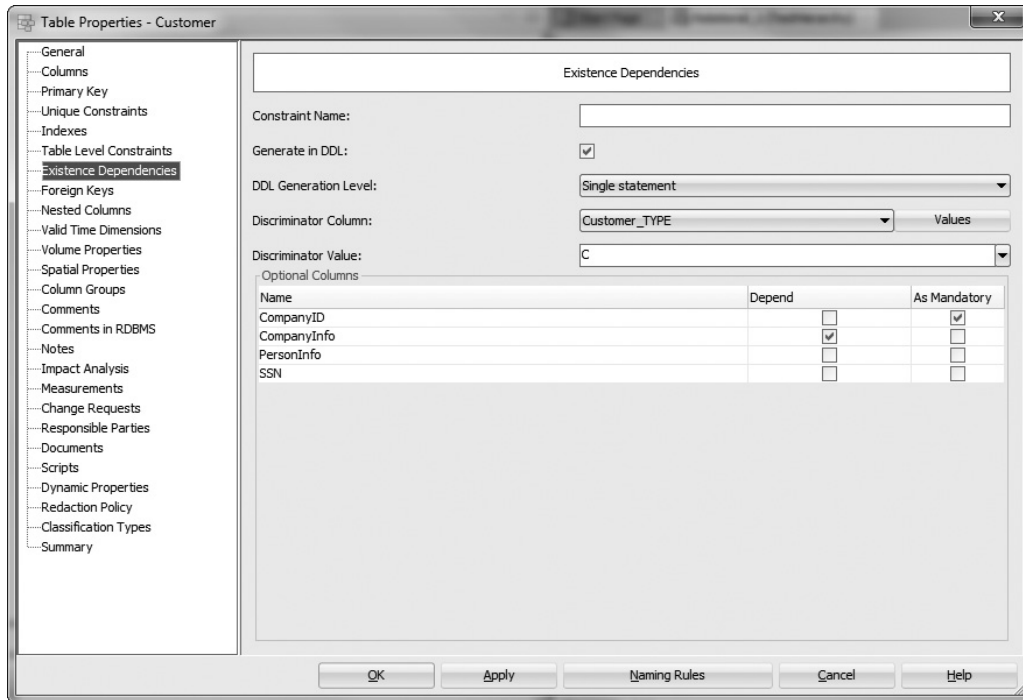 Table Properties - Customer
X
General
Columns
Primary Key
Unique Constraints
Indexes
Table Level Constraints
Existence Dependencies
Foreign Keys
Nested Columns
Valid Time Dimensions
Volume Properties
Spatial Properties
Column Groups
Comments
Comments in RDBMS
Notes
Impact Analysis
Measurements
Change Requests
Responsible Parties
Documents
Scripts
Dynamic Properties
Redaction Policy
Classification Types
Summary
Existence Dependencies
Constraint Name:
Generate in DDL:
DDL Generation Level: Single statement
Discriminator Column: Customer_TYPE Values
Discriminator Value: C
Optional Columns
Name Depend As Mandatory
CompanyID
CompanyInfo
PersonInfo
SSN
OK Apply Naming Rules Cancel Help